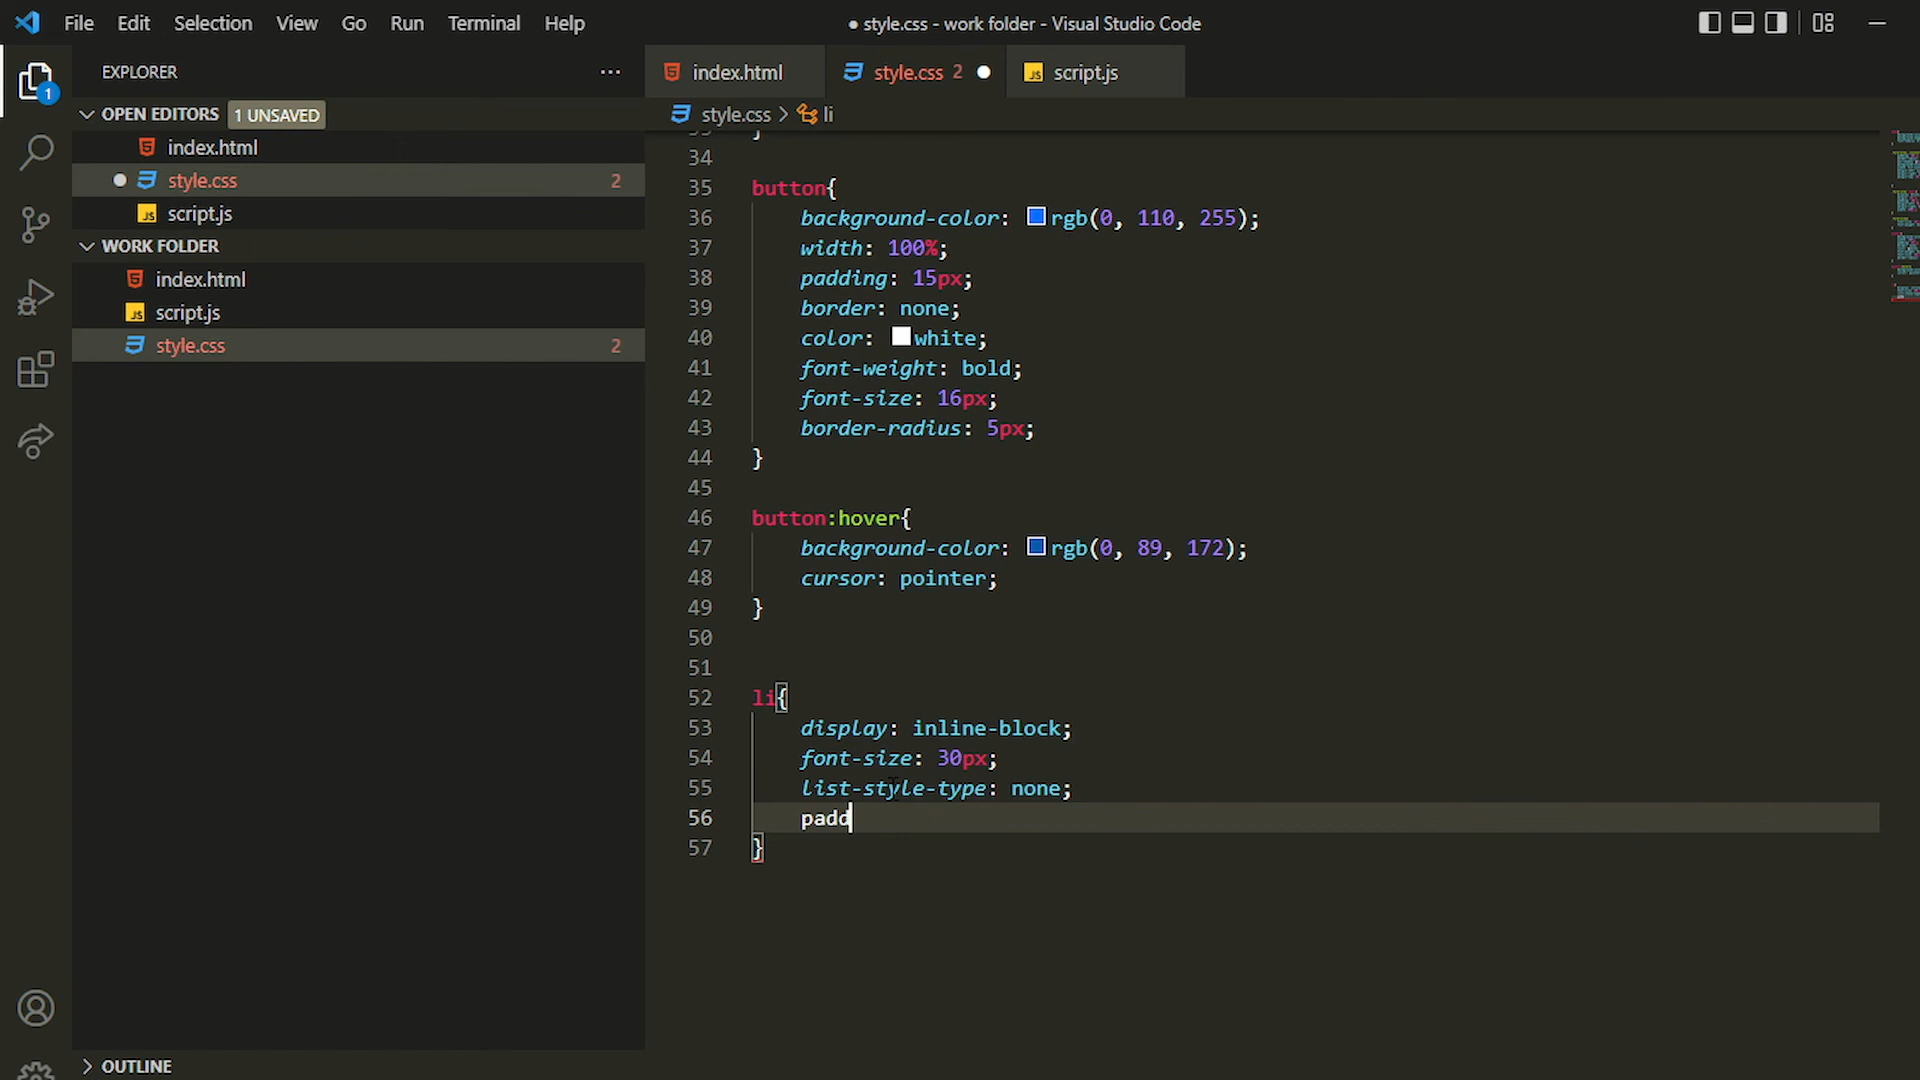 File Edit Selection View Go Run Terminal Help
● style.css - work folder - Visual Studio Code
EXPLORER
1
OPEN EDITORS 1 UNSAVED
index.html
style.css 2
script.js
WORK FOLDER
index.html
script.js
style.css 2
OUTLINE
index.html style.css 2 script.js
style.css > li
}
34
35 button{
36 background-color: rgb(0, 110, 255);
37 width: 100%;
38 padding: 15px;
39 border: none;
40 color: white;
41 font-weight: bold;
42 font-size: 16px;
43 border-radius: 5px;
44 }
45
46 button:hover{
47 background-color: rgb(0, 89, 172);
48 cursor: pointer;
49 }
50
51
52 li{
53 display: inline-block;
54 font-size: 30px;
55 list-style-type: none;
56 padd
57 }